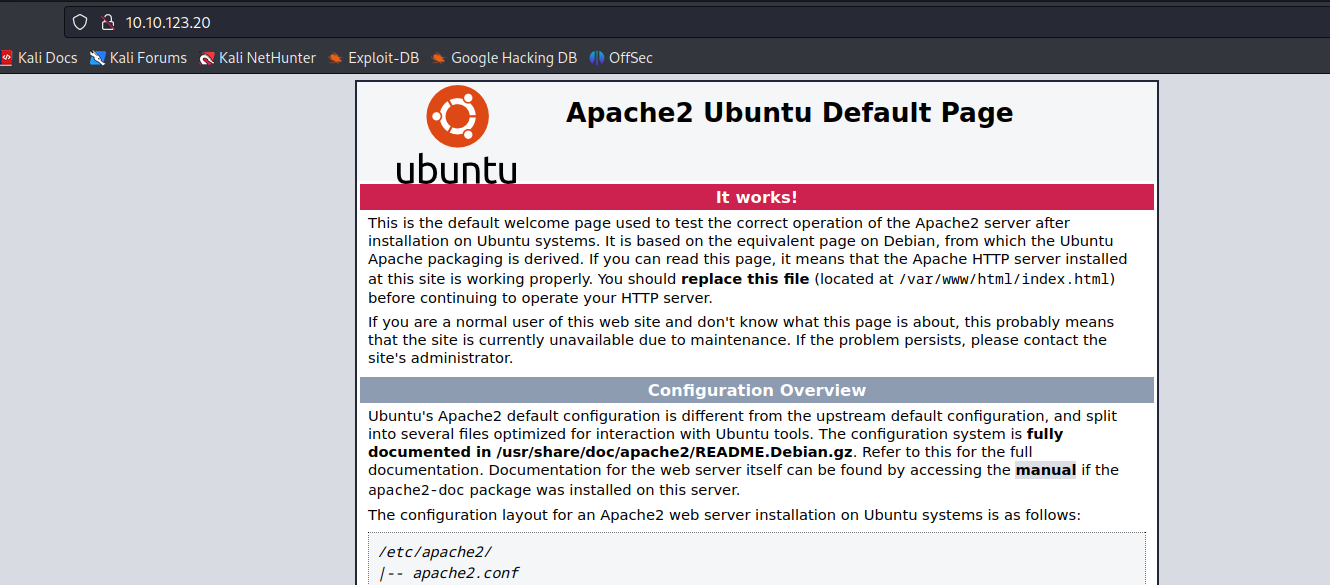 10.10.123.20
Kali Docs Kali Forums Kali NetHunter Exploit-DB Google Hacking DB OffSec
ubuntu
Apache2 Ubuntu Default Page
It works!
This is the default welcome page used to test the correct operation of the Apache2 server after
installation on Ubuntu systems. It is based on the equivalent page on Debian, from which the Ubuntu
Apache packaging is derived. If you can read this page, it means that the Apache HTTP server installed
at this site is working properly. You should replace this file (located at /var/www/html/index.html)
before continuing to operate your HTTP server.
If you are a normal user of this web site and don't know what this page is about, this probably means
that the site is currently unavailable due to maintenance. If the problem persists, please contact the
site's administrator.
Configuration Overview
Ubuntu's Apache2 default configuration is different from the upstream default configuration, and split
into several files optimized for interaction with Ubuntu tools. The configuration system is fully
documented in /usr/share/doc/apache2/README.Debian.gz. Refer to this for the full
documentation. Documentation for the web server itself can be found by accessing the manual if the
apache2-doc package was installed on this server.
The configuration layout for an Apache2 web server installation on Ubuntu systems is as follows:
/etc/apache2/
|-- apache2.conf